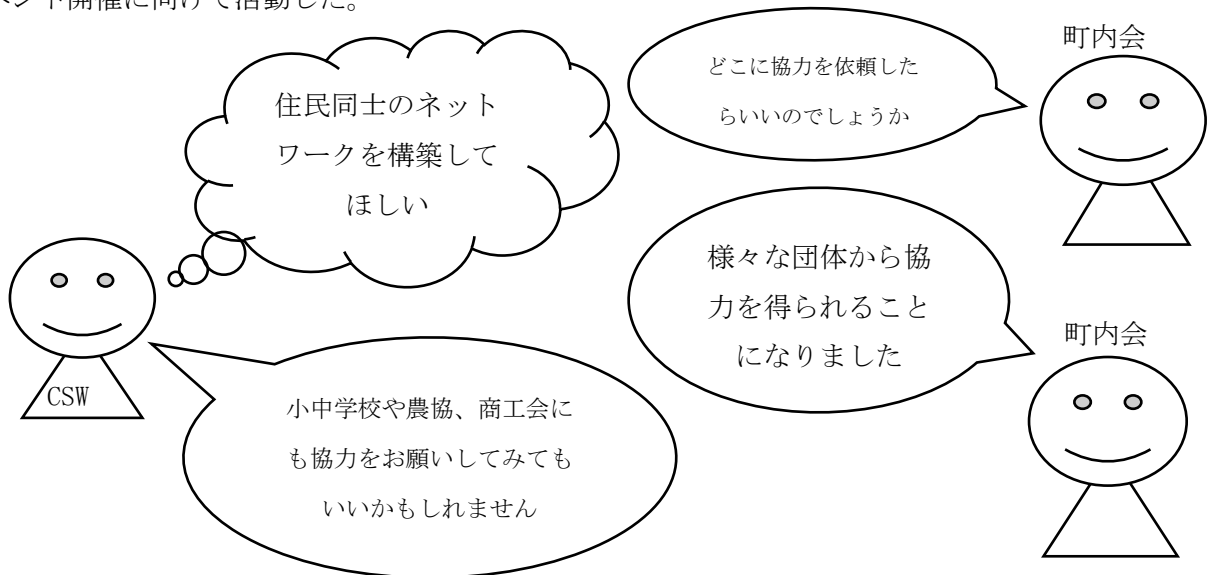 ベント開催に向けて活動した。
住民同士のネット
ワークを構築して
ほしい
どこに協力を依頼した
らいいのでしょうか
町内会
様々な団体から協
力を得られること
になりました
町内会
CSW
小中学校や農協、商工会に
も協力をお願いしてみても
いいかもしれません